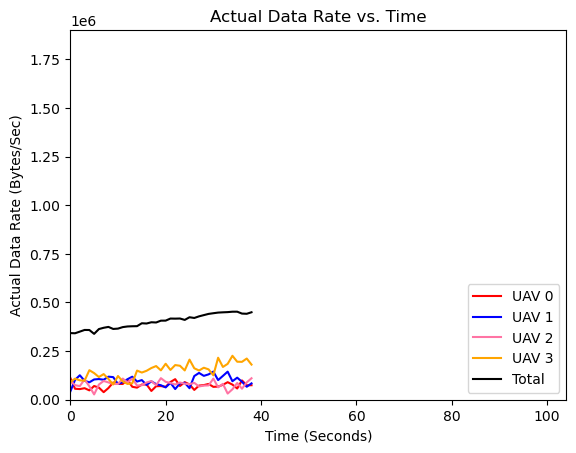 Actual Data Rate vs. Time
1e6
1.75
1.50
1.25
1.00
0.75
0.50
0.25
0.00
Actual Data Rate (Bytes/Sec)
0 20 40 60 80 100
Time (Seconds)
UAV 0
UAV 1
UAV 2
UAV 3
Total